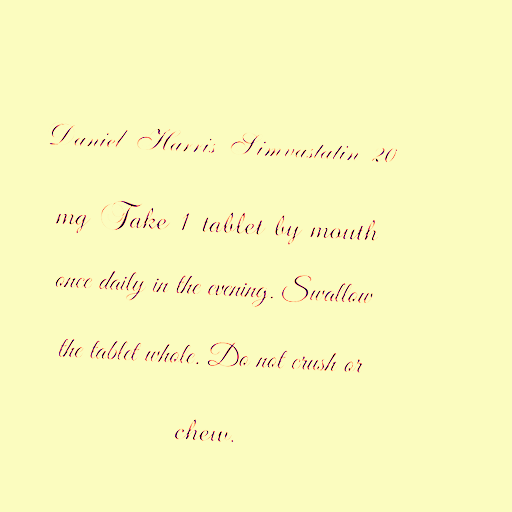 Daniel Harris Simvastatin 20
mg Take 1 tablet by mouth
once daily in the evening. Swallow
the tablet whole. Do not crush or
chew.